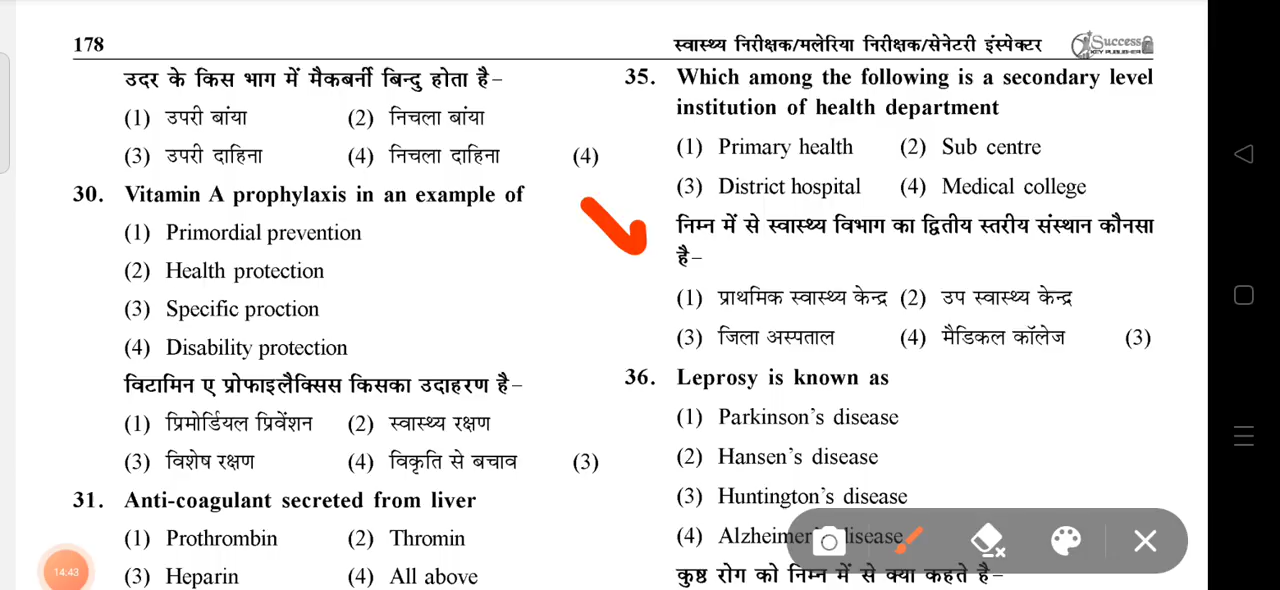 178
स्वास्थ्य निरीक्षक/मलेरिया निरीक्षक/सेनेटरी इंस्पेक्टर
Success
KEY PUBLISHER
उदर के किस भाग में मैकबर्नी बिन्दु होता है–
(1) उपरी बांया (2) निचला बांया
(3) उपरी दाहिना (4) निचला दाहिना (4)
30. Vitamin A prophylaxis in an example of
(1) Primordial prevention
(2) Health protection
(3) Specific proction
(4) Disability protection
विटामिन ए प्रोफाइलैक्सिस किसका उदाहरण है–
(1) प्रिमोर्डियल प्रिवेंशन (2) स्वास्थ्य रक्षण
(3) विशेष रक्षण (4) विकृति से बचाव (3)
31. Anti-coagulant secreted from liver
(1) Prothrombin (2) Thromin
(3) Heparin (4) All above
35. Which among the following is a secondary level
institution of health department
(1) Primary health (2) Sub centre
(3) District hospital (4) Medical college
निम्न में से स्वास्थ्य विभाग का द्वितीय स्तरीय संस्थान कौनसा
है–
(1) प्राथमिक स्वास्थ्य केन्द्र (2) उप स्वास्थ्य केन्द्र
(3) जिला अस्पताल (4) मैडिकल कॉलेज (3)
36. Leprosy is known as
(1) Parkinson's disease
(2) Hansen's disease
(3) Huntington's disease
(4) Alzheimer's disease
कुष्ठ रोग को निम्न में से क्या कहते है–
14:43